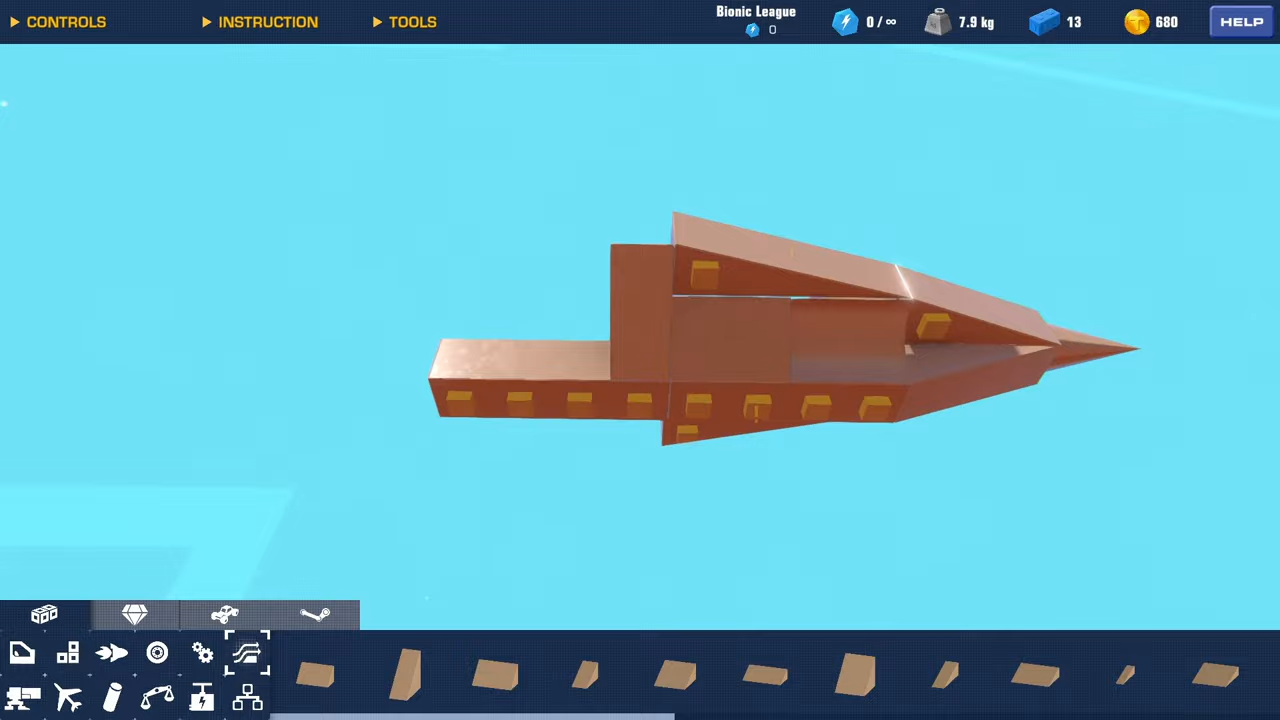 CONTROLS INSTRUCTION TOOLS Bionic League 0 / ∞ 7.9 kg 13 680 HELP
0